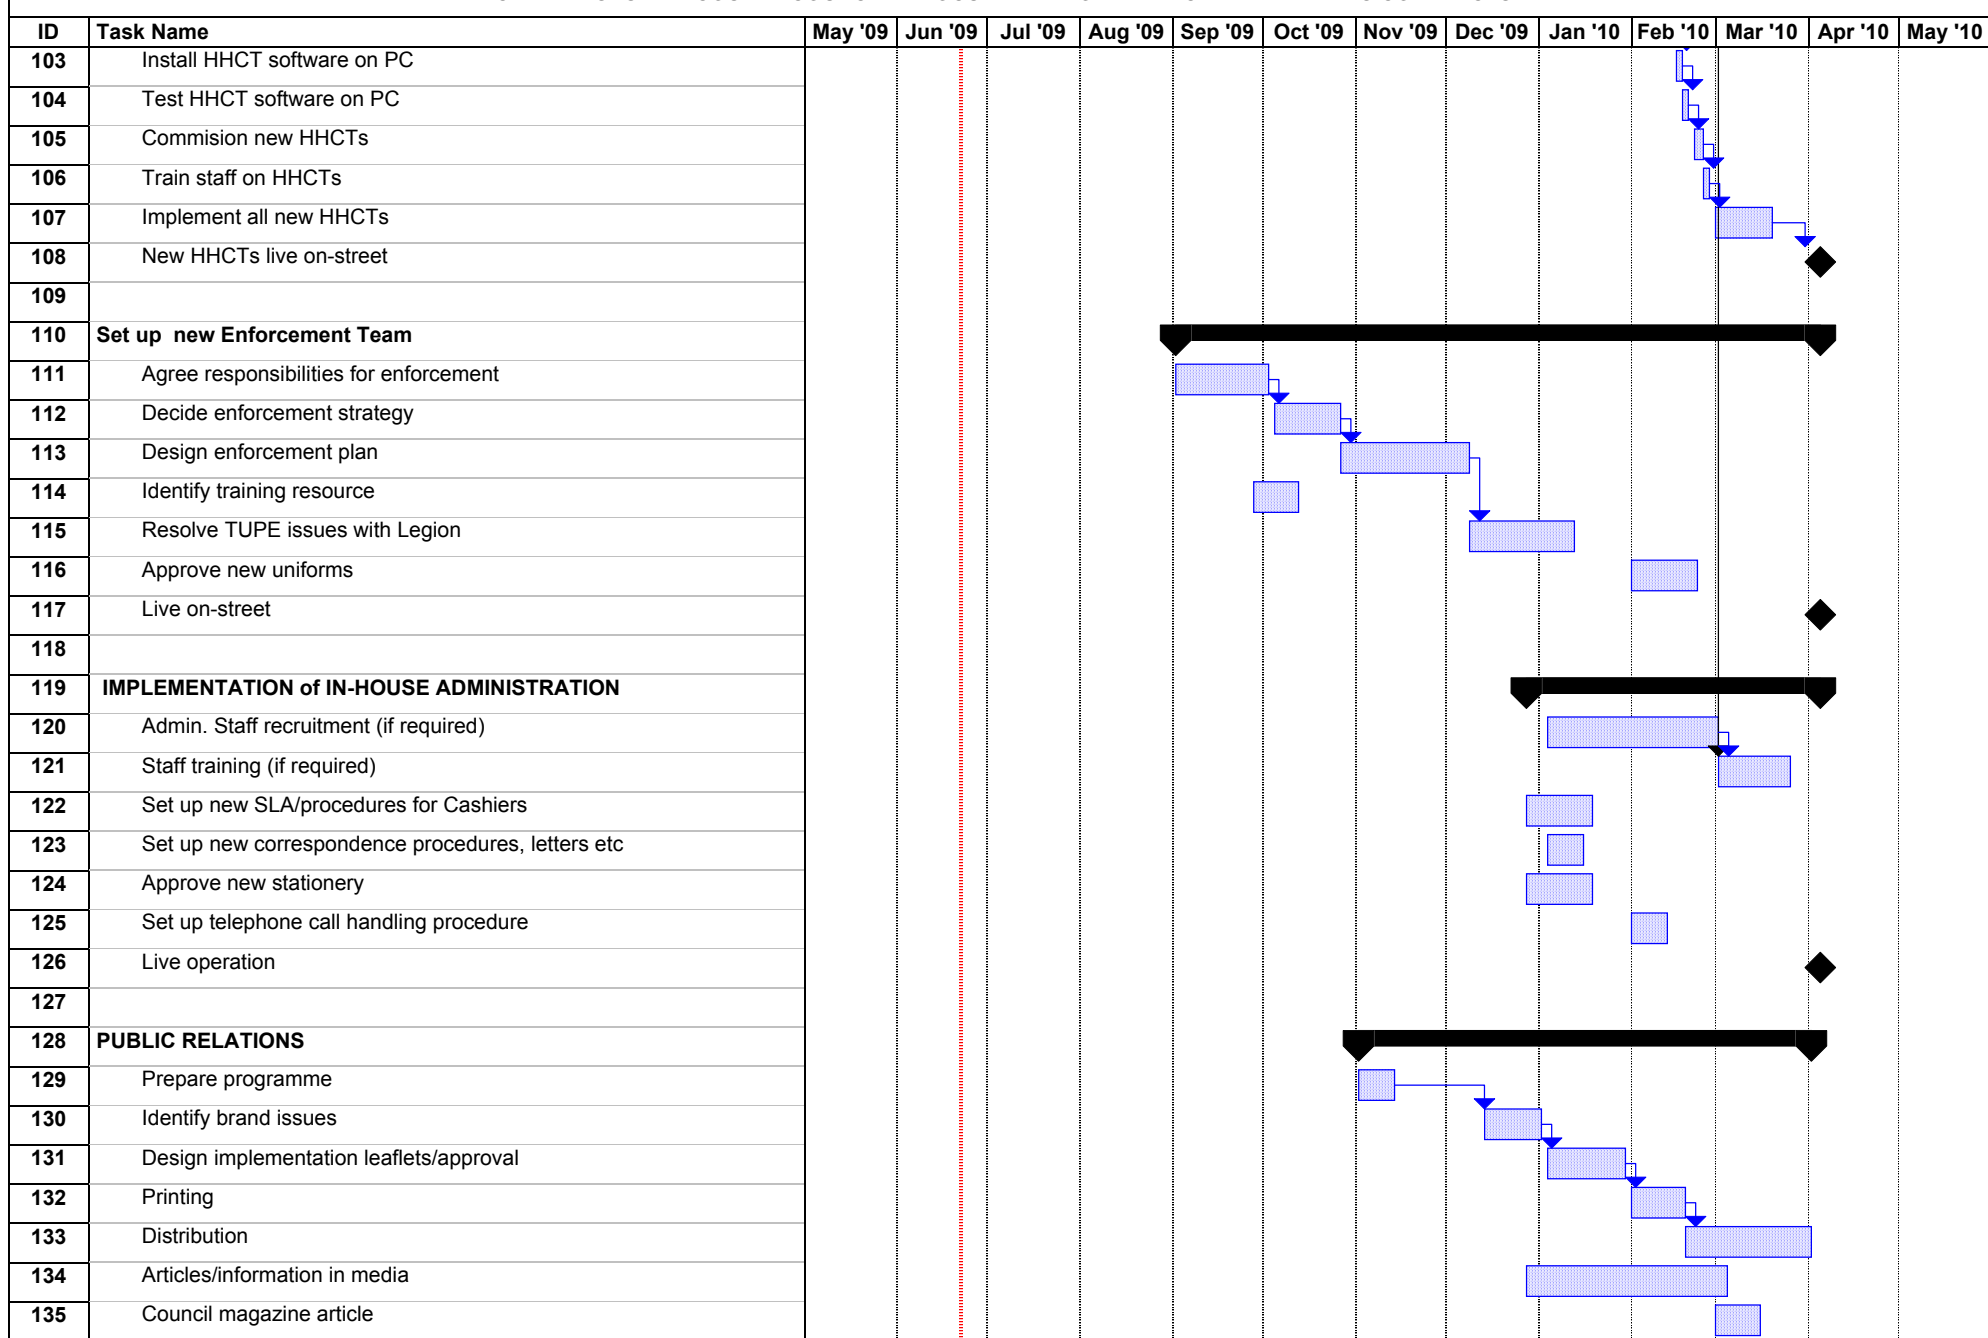 ID Task Name May '09 Jun '09 Jul '09 Aug '09 Sep '09 Oct '09 Nov '09 Dec '09 Jan '10 Feb '10 Mar '10 Apr '10 May '10
103 Install HHCT software on PC
104 Test HHCT software on PC
105 Commision new HHCTs
106 Train staff on HHCTs
107 Implement all new HHCTs
108 New HHCTs live on-street
109
110 Set up new Enforcement Team
111 Agree responsibilities for enforcement
112 Decide enforcement strategy
113 Design enforcement plan
114 Identify training resource
115 Resolve TUPE issues with Legion
116 Approve new uniforms
117 Live on-street
118
119 IMPLEMENTATION of IN-HOUSE ADMINISTRATION
120 Admin. Staff recruitment (if required)
121 Staff training (if required)
122 Set up new SLA/procedures for Cashiers
123 Set up new correspondence procedures, letters etc
124 Approve new stationery
125 Set up telephone call handling procedure
126 Live operation
127
128 PUBLIC RELATIONS
129 Prepare programme
130 Identify brand issues
131 Design implementation leaflets/approval
132 Printing
133 Distribution
134 Articles/information in media
135 Council magazine article